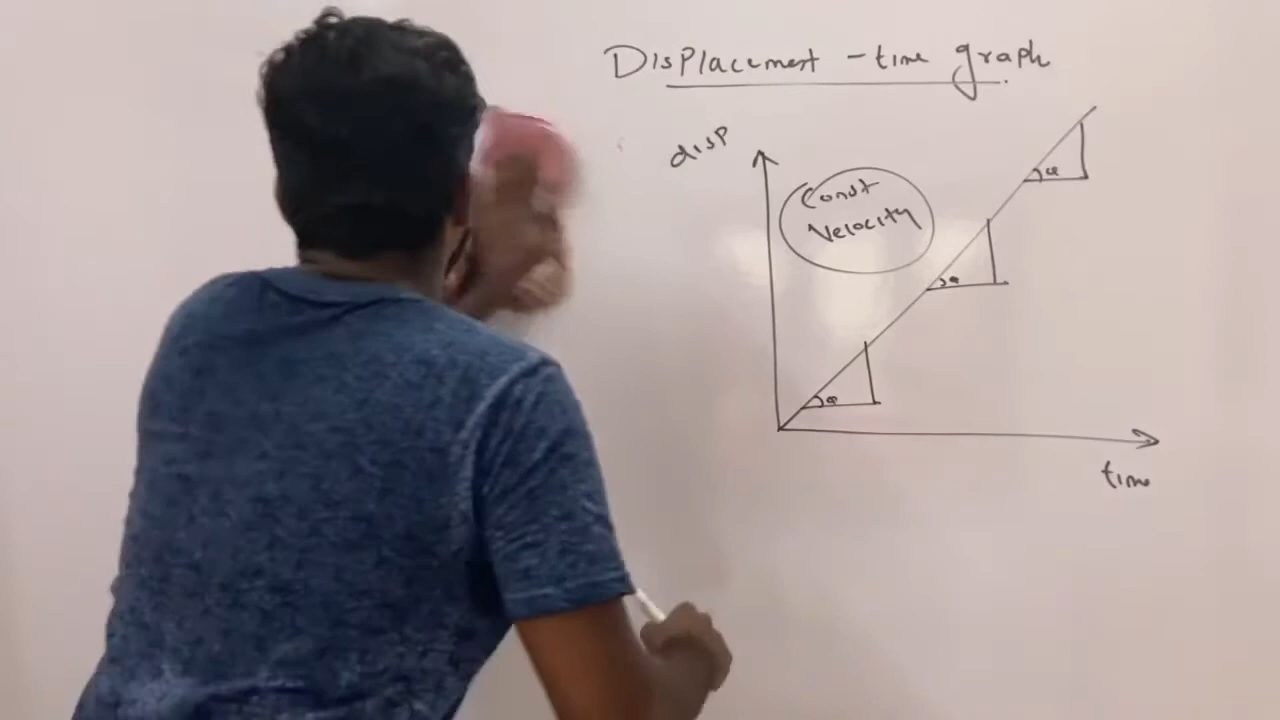 Displacement - time graph
disp
Const
Velocity
θ
θ
θ
time